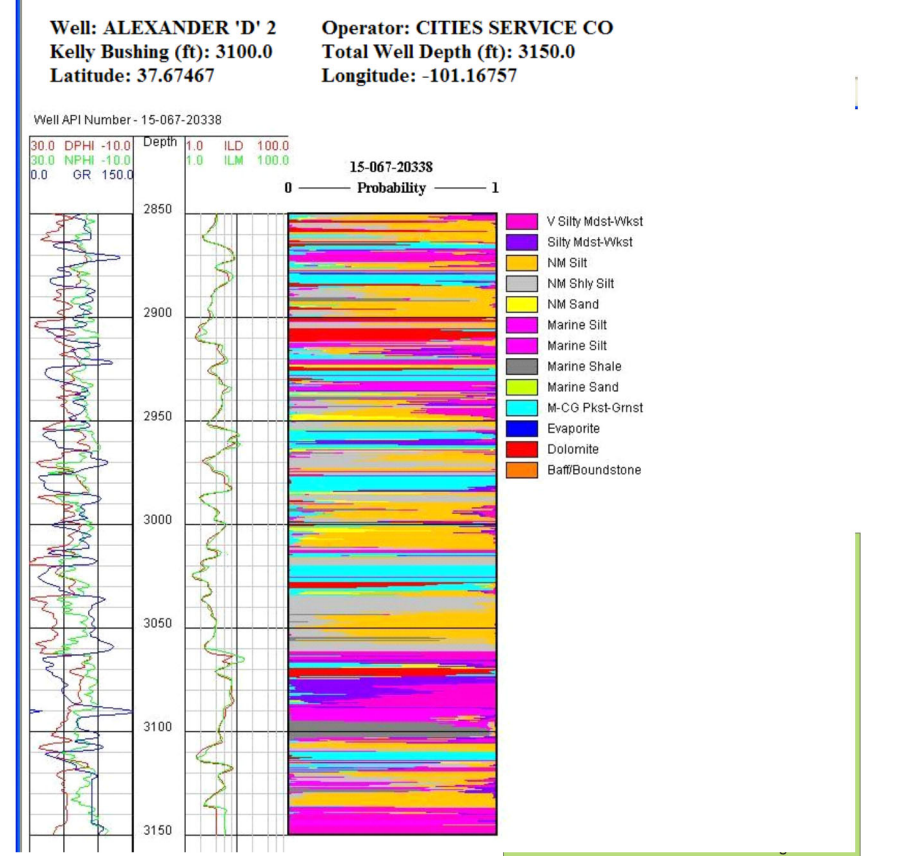 Well: ALEXANDER 'D' 2 Operator: CITIES SERVICE CO
Kelly Bushing (ft): 3100.0 Total Well Depth (ft): 3150.0
Latitude: 37.67467 Longitude: -101.16757
Well API Number - 15-067-20338
30.0 DPHI -10.0 Depth 1.0 ILD 100.0
30.0 NPHI -10.0 1.0 ILM 100.0
0.0 GR 150.0
15-067-20338
0 Probability 1
2850
2900
2950
3000
3050
3100
3150
V Silty Mdst-Wkst
Silty Mdst-Wkst
NM Silt
NM Shly Silt
NM Sand
Marine Silt
Marine Silt
Marine Shale
Marine Sand
M-CG Pkst-Grnst
Evaporite
Dolomite
Baff/Boundstone